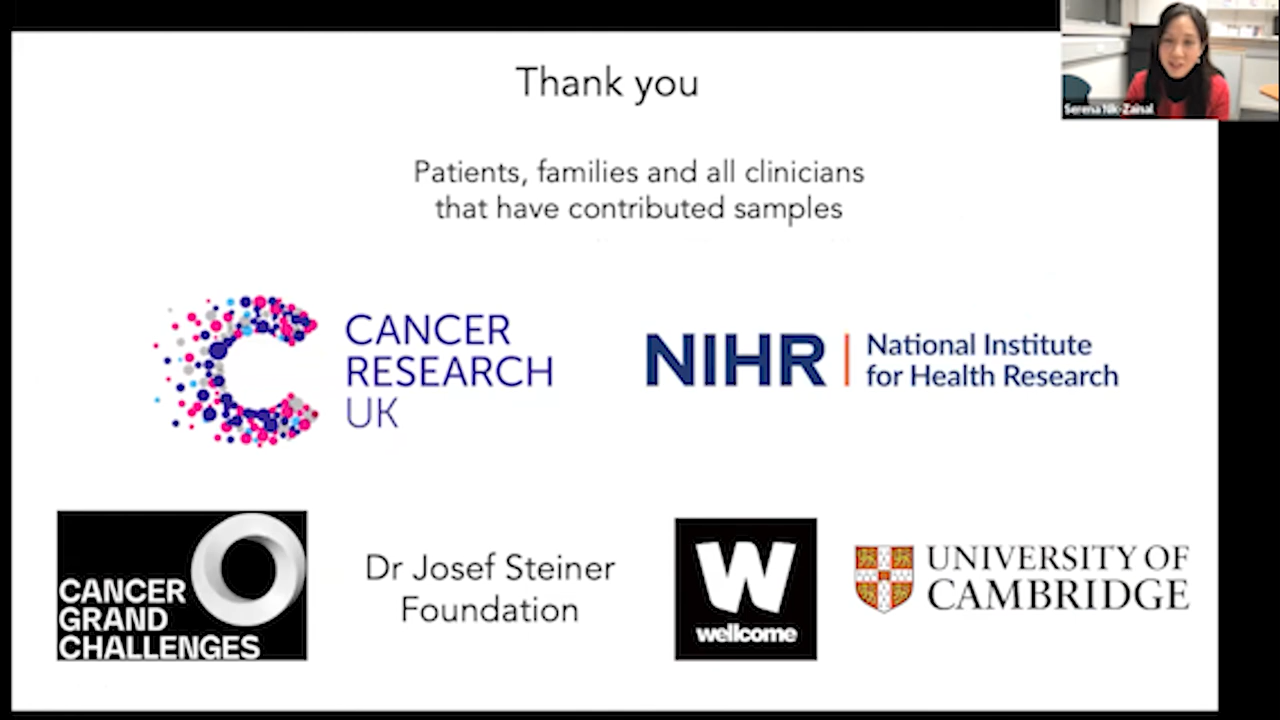 Thank you
Serena Nik-Zainal
Patients, families and all clinicians
that have contributed samples
CANCER
RESEARCH
UK
NIHR
National Institute
for Health Research
CANCER
GRAND
CHALLENGES
Dr Josef Steiner
Foundation
W
wellcome
UNIVERSITY OF
CAMBRIDGE